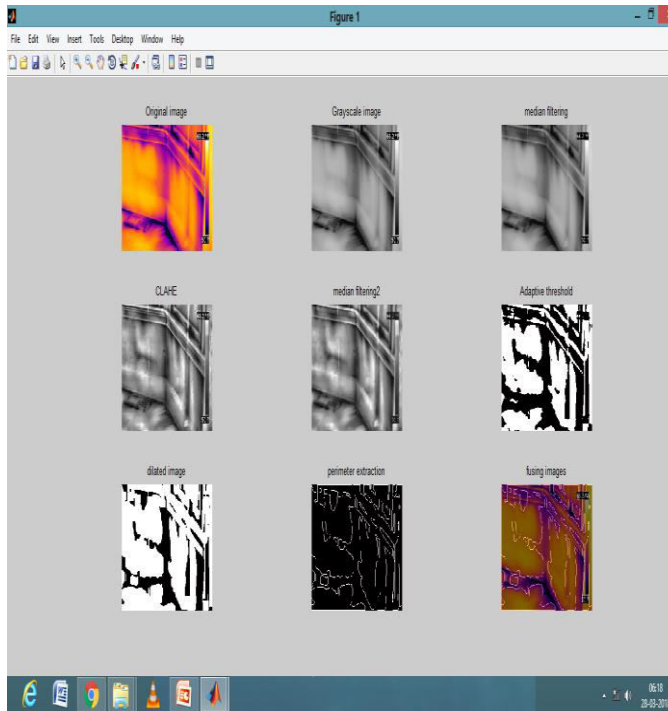 Figure 1
File Edit View Insert Tools Desktop Window Help
Original image Grayscale image median filtering
CLAHE median filtering2 Adaptive threshold
dilated image perimeter extraction fusing images
06:18